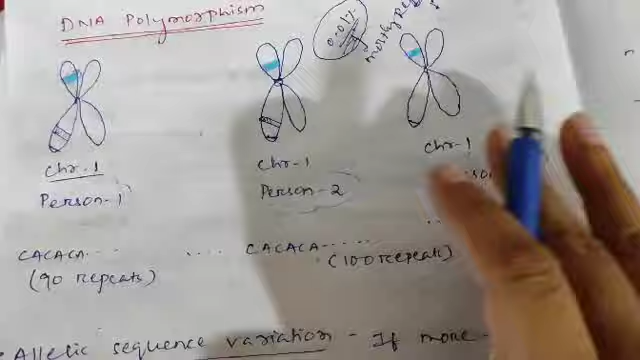 DNA Polymorphism
0.01%
mostly
Chr-1
Person-1
Chr-1
Person-2
Chr-1
CACACA....
(90 repeats)
.... CACACA.....
(100 repeats)
Allelic sequence variation - If more -